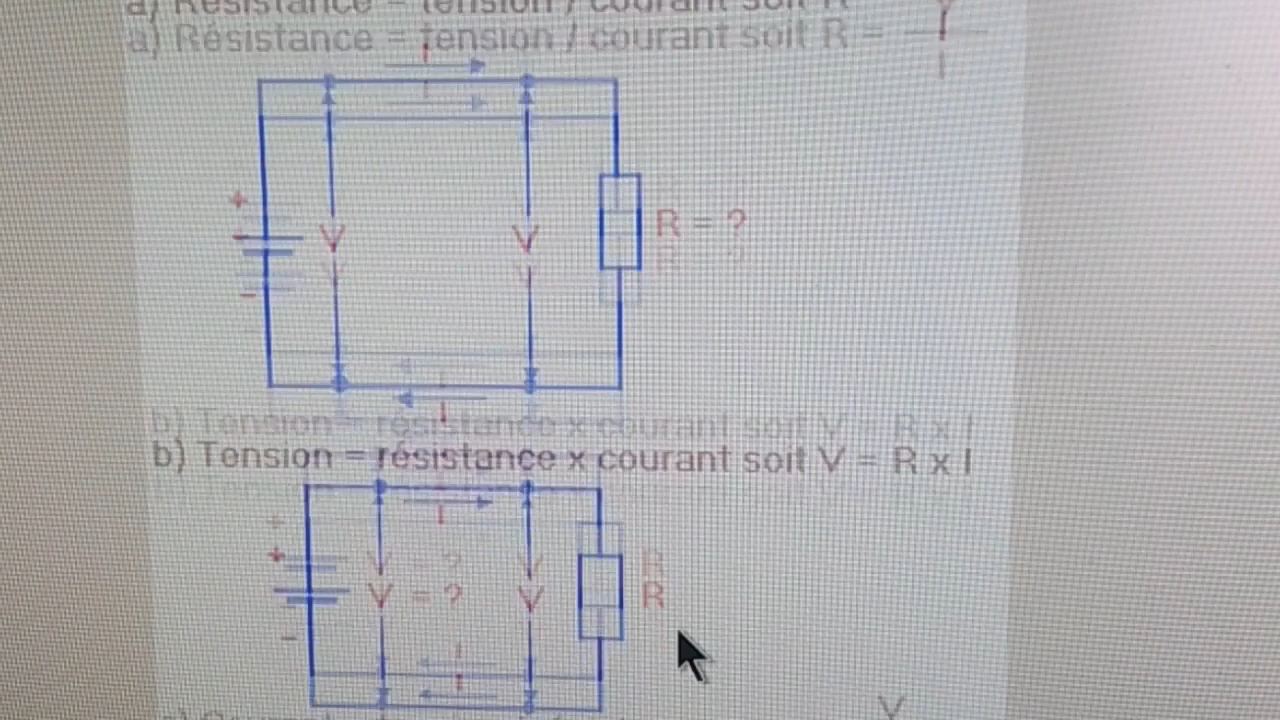 a) Résistance = tension / courant soit R = V
I
I
+
V
V
R = ?
-
I
b) Tension = résistance x courant soit V = R x I
I
+
V = ?
V
R
-
I
V